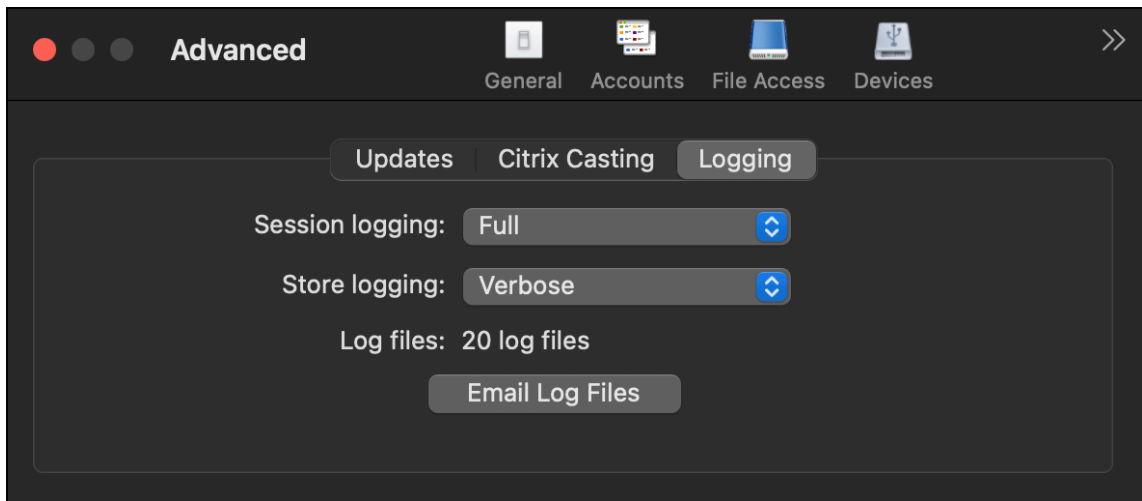 Advanced
General Accounts File Access Devices
Updates Citrix Casting Logging
Session logging: Full
Store logging: Verbose
Log files: 20 log files
Email Log Files